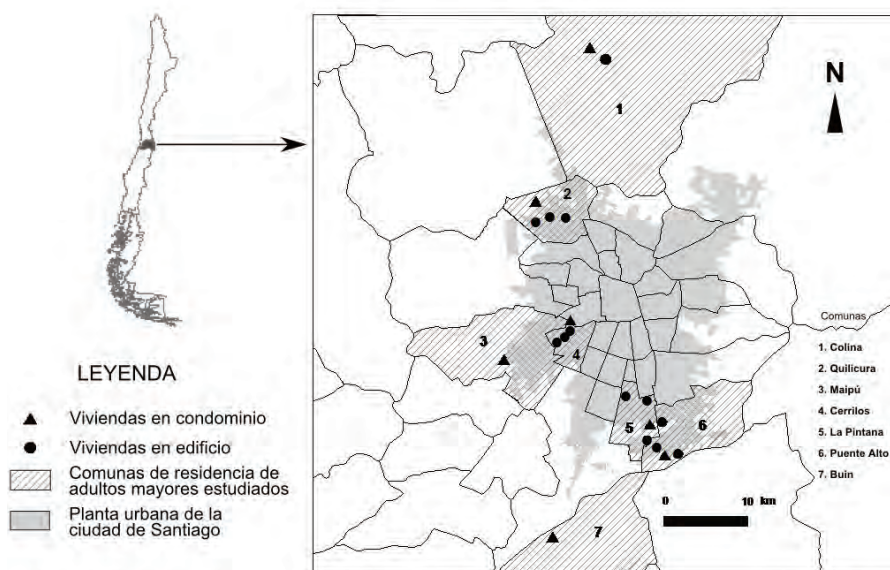 N
1
2
3
4
5
6
7
Comunas
1. Colina
2. Quilicura
3. Maipú
4. Cerrilos
5. La Pintana
6. Puente Alto
7. Buin
0 10 km
LEYENDA
Viviendas en condominio
Viviendas en edificio
Comunas de residencia de
adultos mayores estudiados
Planta urbana de la
ciudad de Santiago